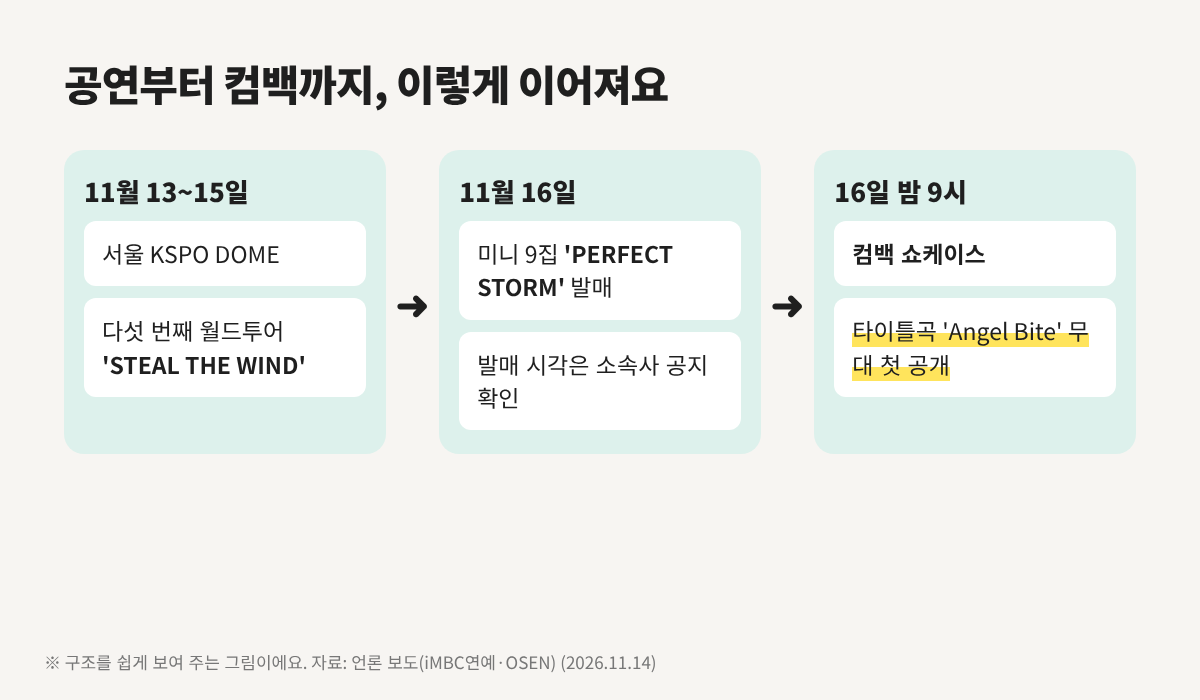 공연부터 컴백까지, 이렇게 이어져요
11월 13~15일
서울 KSPO DOME
다섯 번째 월드투어
'STEAL THE WIND'
11월 16일
미니 9집 'PERFECT
STORM' 발매
발매 시각은 소속사 공지
확인
16일 밤 9시
컴백 쇼케이스
타이틀곡 'Angel Bite' 무
대 첫 공개
※ 구조를 쉽게 보여 주는 그림이에요. 자료: 언론 보도(iMBC연예·OSEN) (2026.11.14)